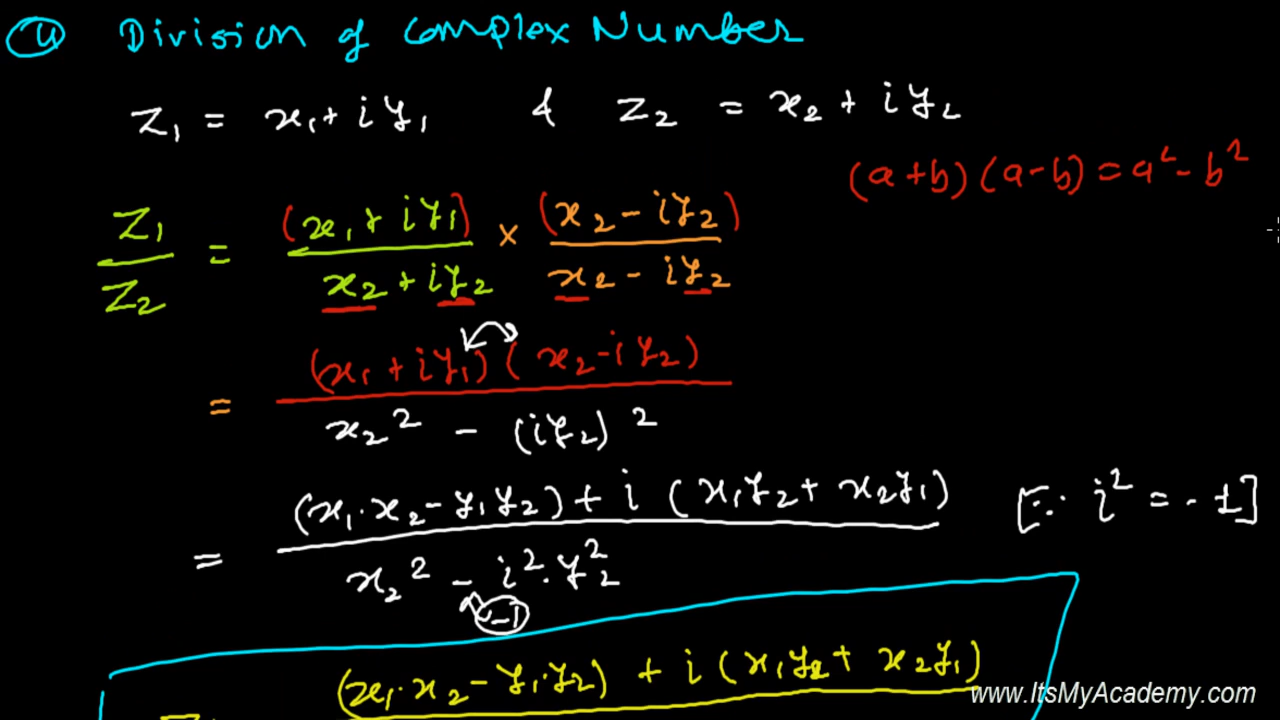 ④ Division of Complex Number
Z₁ = x₁ + iy₁ & Z₂ = x₂ + iy₂
(a+b)(a-b) = a² - b²
Z₁/Z₂ = (x₁ + iy₁)/(x₂ + iy₂) × (x₂ - iy₂)/(x₂ - iy₂)
= (x₁ + iy₁)(x₂ - iy₂)/(x₂² - (iy₂)²)
= (x₁·x₂ - y₁y₂) + i(x₁y₂ + x₂y₁)/(x₂² - i²·y₂²) [∵ i² = -1]
-1
(x₁·x₂ - y₁·y₂) + i(x₁y₂ + x₂y₁)
www.ItsMyAcademy.com